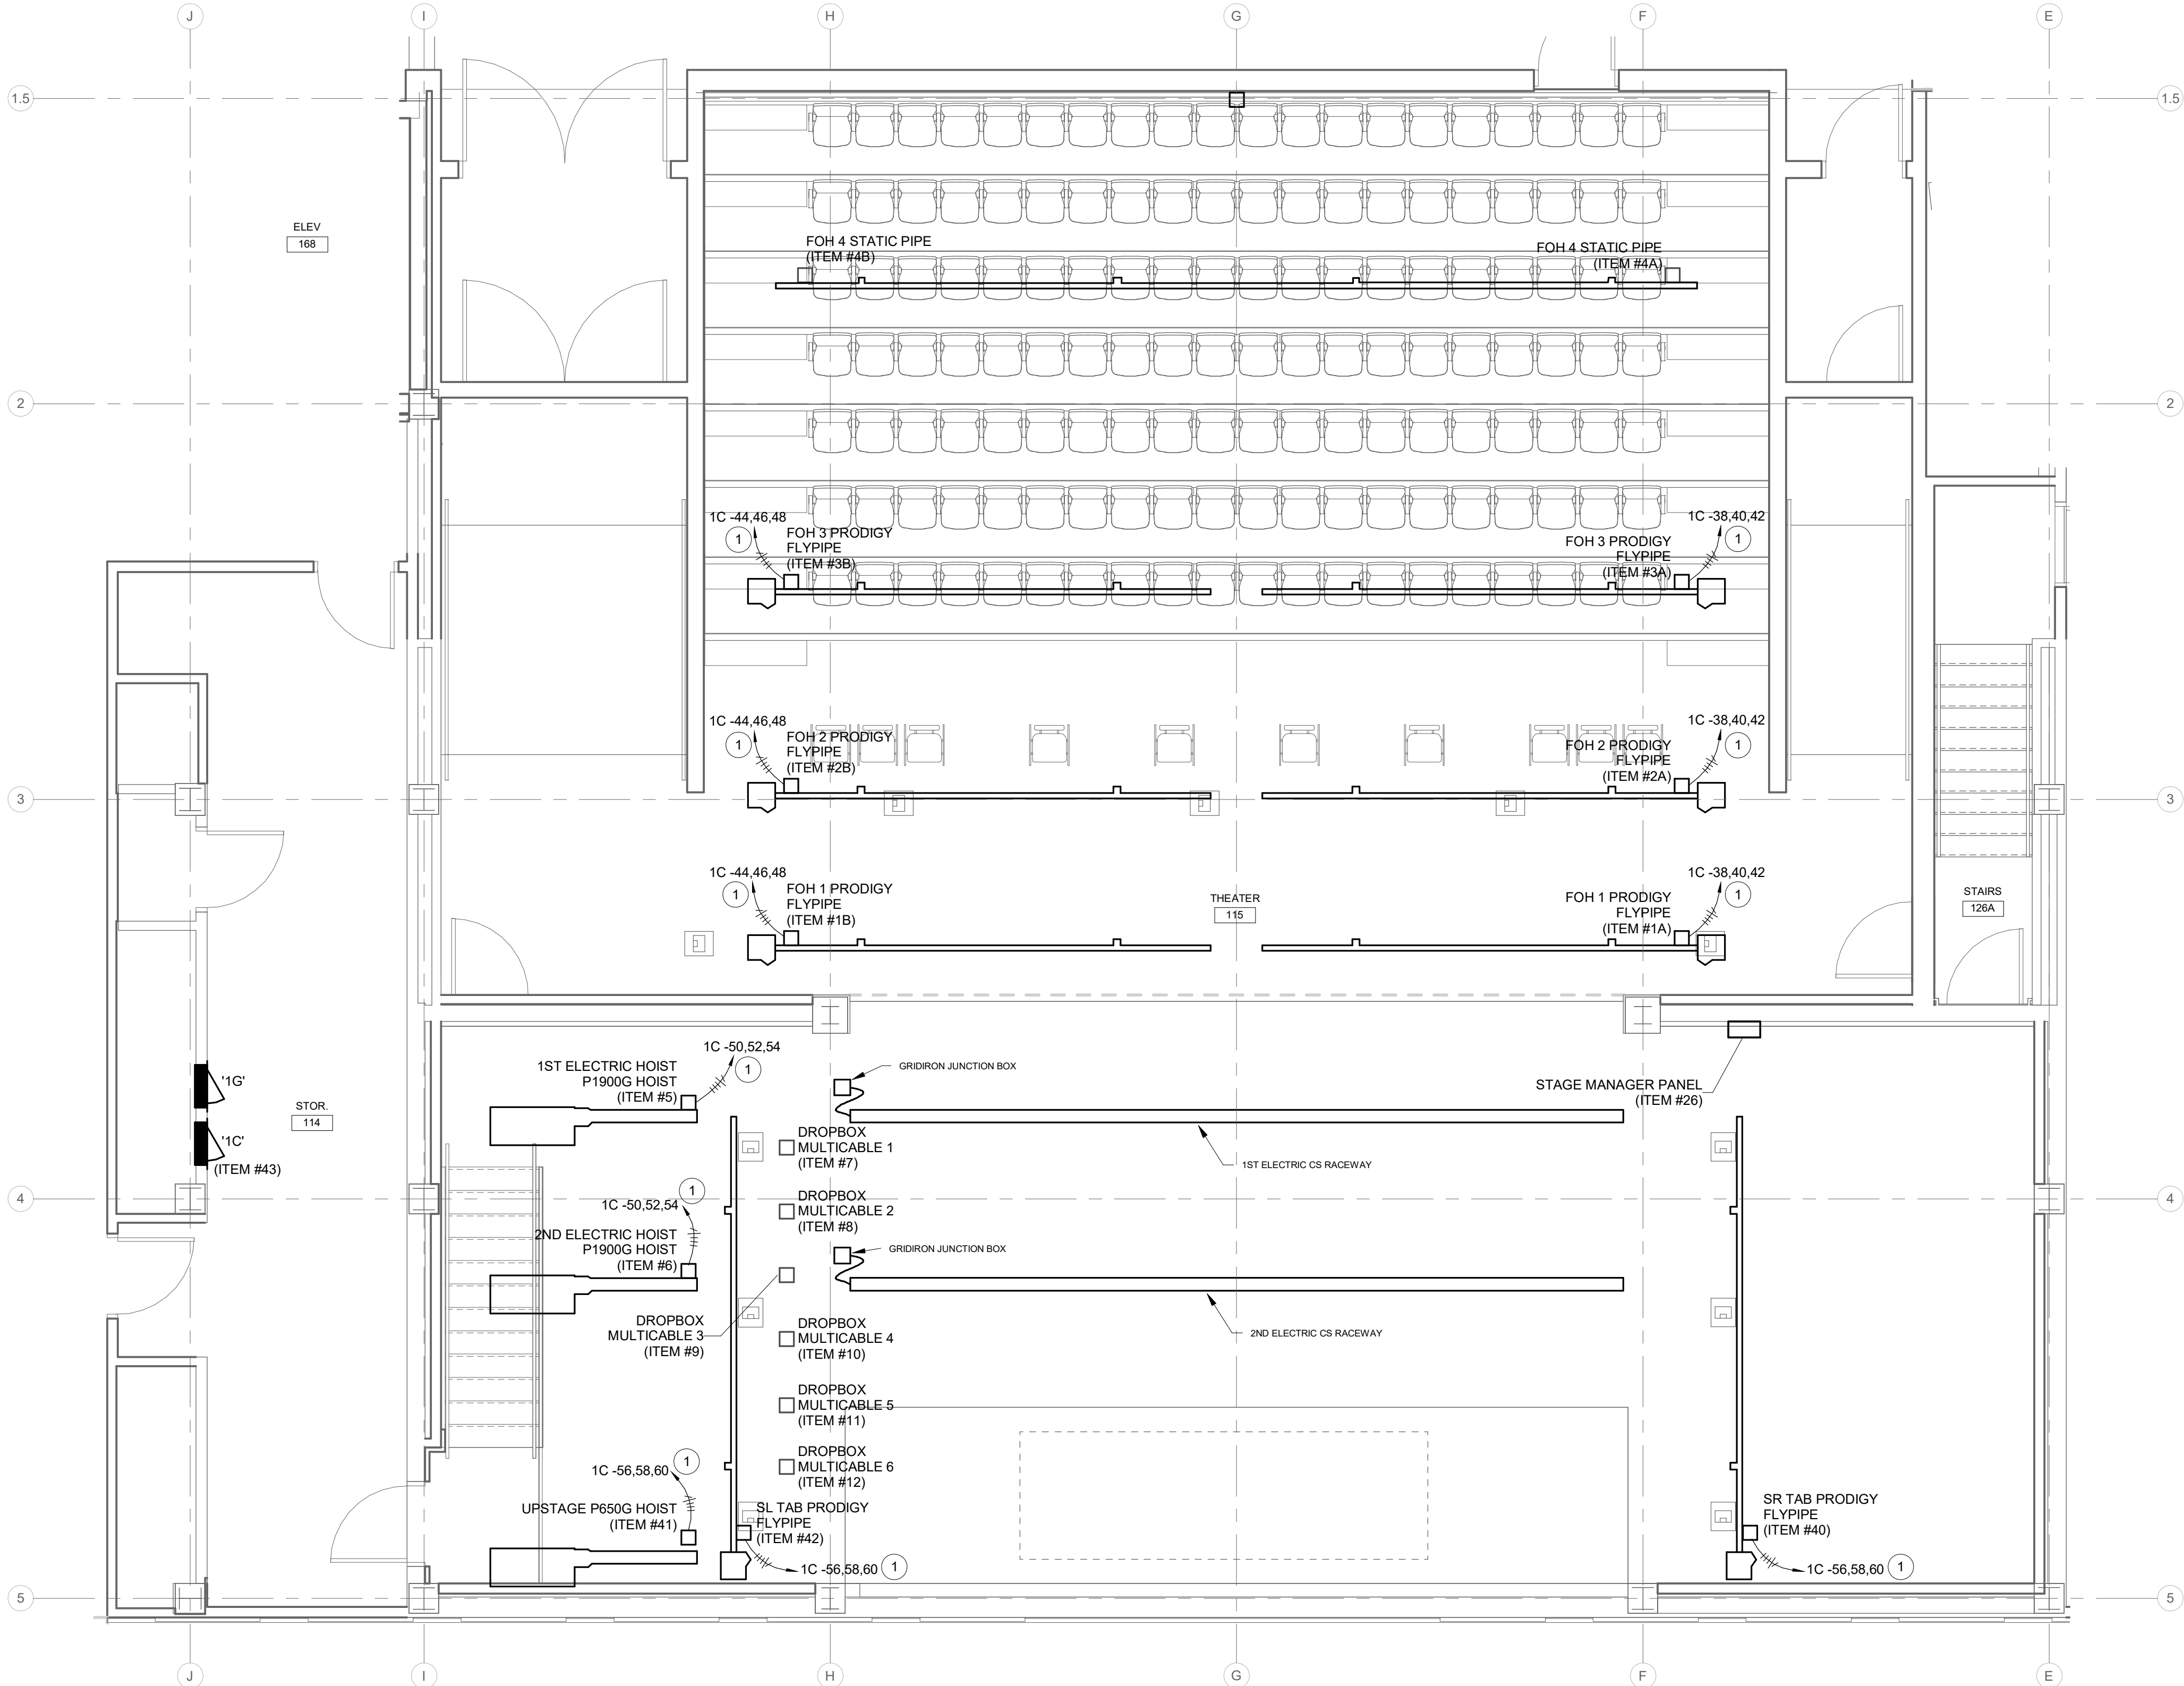 J
I
H
G
F
E
1.5
1.5
ELEV
168
FOH 4 STATIC PIPE
(ITEM #4B)
FOH 4 STATIC PIPE
(ITEM #4A)
2
2
1C -44,46,48
1
FOH 3 PRODIGY
FLYPIPE
(ITEM #3B)
1C -38,40,42
1
FOH 3 PRODIGY
FLYPIPE
(ITEM #3A)
1C -44,46,48
1
FOH 2 PRODIGY
FLYPIPE
(ITEM #2B)
1C -38,40,42
1
FOH 2 PRODIGY
FLYPIPE
(ITEM #2A)
3
3
1C -44,46,48
1
FOH 1 PRODIGY
FLYPIPE
(ITEM #1B)
THEATER
115
1C -38,40,42
1
FOH 1 PRODIGY
FLYPIPE
(ITEM #1A)
STAIRS
126A
1C -50,52,54
1
1ST ELECTRIC HOIST
P1900G HOIST
(ITEM #5)
GRIDIRON JUNCTION BOX
STAGE MANAGER PANEL
(ITEM #26)
'1G'
STOR.
114
'1C'
(ITEM #43)
DROPBOX
MULTICABLE 1
(ITEM #7)
1ST ELECTRIC CS RACEWAY
4
4
1C -50,52,54
1
DROPBOX
MULTICABLE 2
(ITEM #8)
2ND ELECTRIC HOIST
P1900G HOIST
(ITEM #6)
GRIDIRON JUNCTION BOX
DROPBOX
MULTICABLE 3
(ITEM #9)
DROPBOX
MULTICABLE 4
(ITEM #10)
2ND ELECTRIC CS RACEWAY
DROPBOX
MULTICABLE 5
(ITEM #11)
DROPBOX
MULTICABLE 6
(ITEM #12)
1C -56,58,60
1
UPSTAGE P650G HOIST
(ITEM #41)
SL TAB PRODIGY
FLYPIPE
(ITEM #42)
1C -56,58,60
1
SR TAB PRODIGY
FLYPIPE
(ITEM #40)
1C -56,58,60
1
5
5
J
I
H
G
F
E